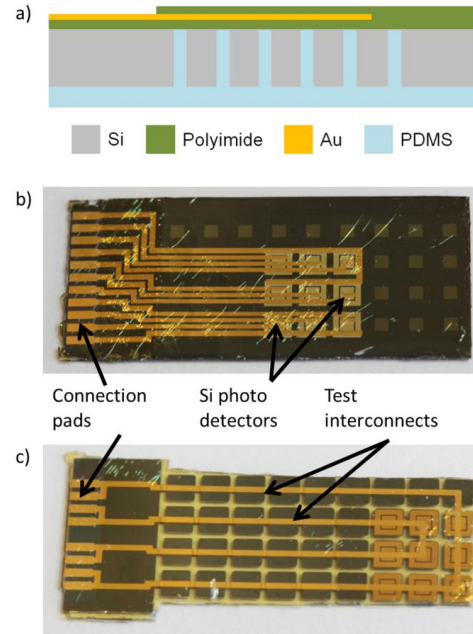 a)
Si
Polyimide
Au
PDMS
b)
Connection
pads
Si photo
detectors
Test
interconnects
c)